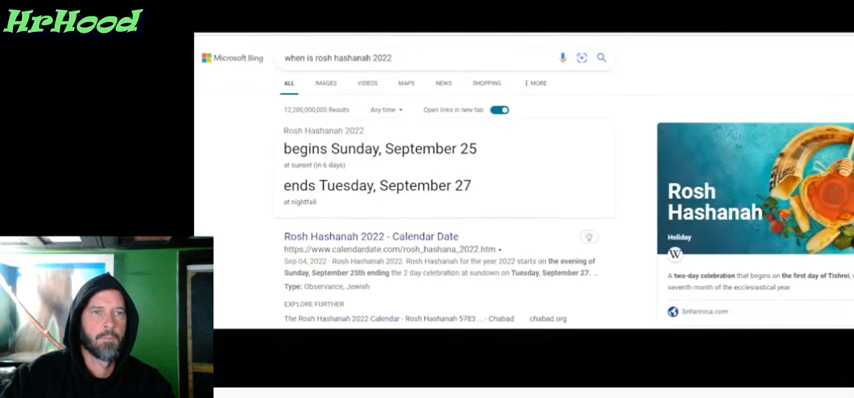 HrHood
Microsoft Bing
when is rosh hashanah 2022
ALL IMAGES VIDEOS MAPS NEWS SHOPPING MORE
12,200,000,000 Results Any time Open links in new tab
Rosh Hashanah 2022
begins Sunday, September 25
at sunset (in 6 days)
ends Tuesday, September 27
at nightfall
Rosh Hashanah 2022 - Calendar Date
https://www.calendardate.com/rosh_hashana_2022.htm
Sep 04, 2022 · Rosh Hashanah 2022: Rosh Hashanah for the year 2022 starts on the evening of
Sunday, September 25th ending the 2 day celebration at sundown on Tuesday, September 27. ...
Type: Observance, Jewish
EXPLORE FURTHER
The Rosh Hashanah 2022 Calendar - Rosh Hashanah 5783 ... - Chabad chabad.org
Rosh
Hashanah
Holiday
W
A two-day celebration that begins on the first day of Tishrei,
seventh month of the ecclesiastical year.
britannica.com